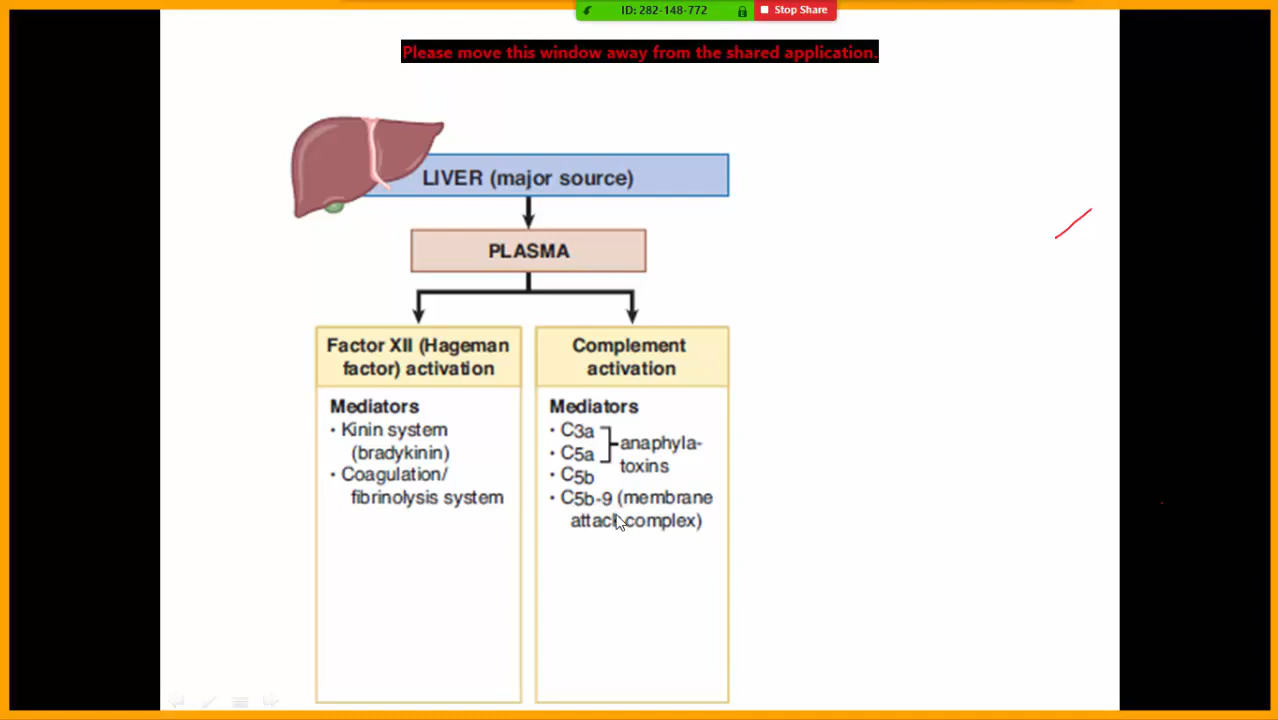 ID: 282-148-772
Stop Share
Please move this window away from the shared application.
LIVER (major source)
PLASMA
Factor XII (Hageman
factor) activation
Mediators
• Kinin system
(bradykinin)
• Coagulation/
fibrinolysis system
Complement
activation
Mediators
• C3a
• C5a
anaphyla-
toxins
• C5b
• C5b-9 (membrane
attack complex)